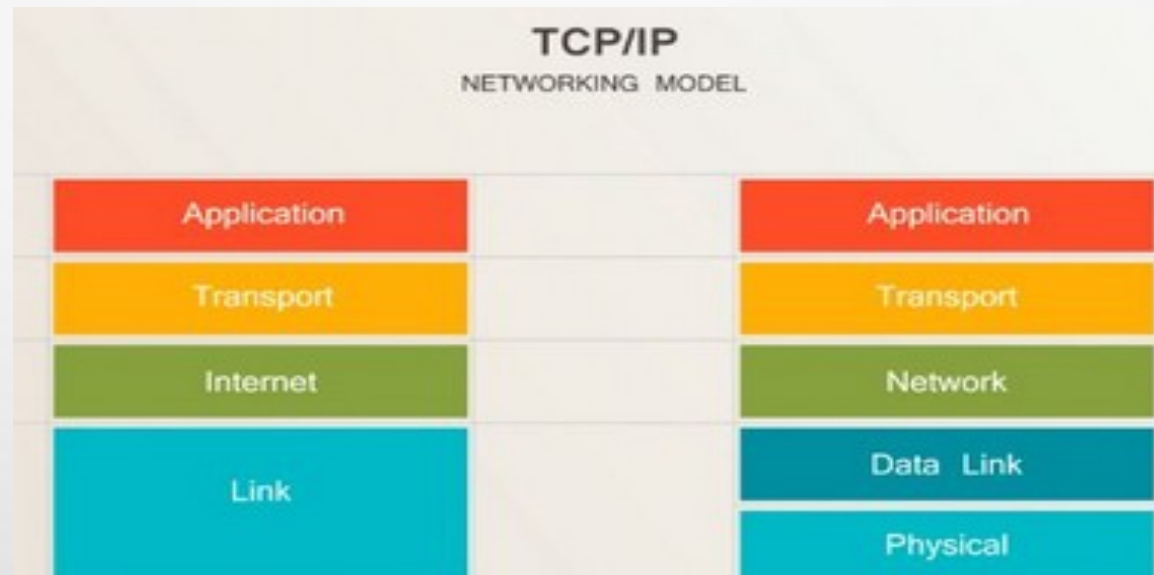 TCP/IP
NETWORKING MODEL
Application
Application
Transport
Transport
Internet
Network
Link
Data Link
Physical